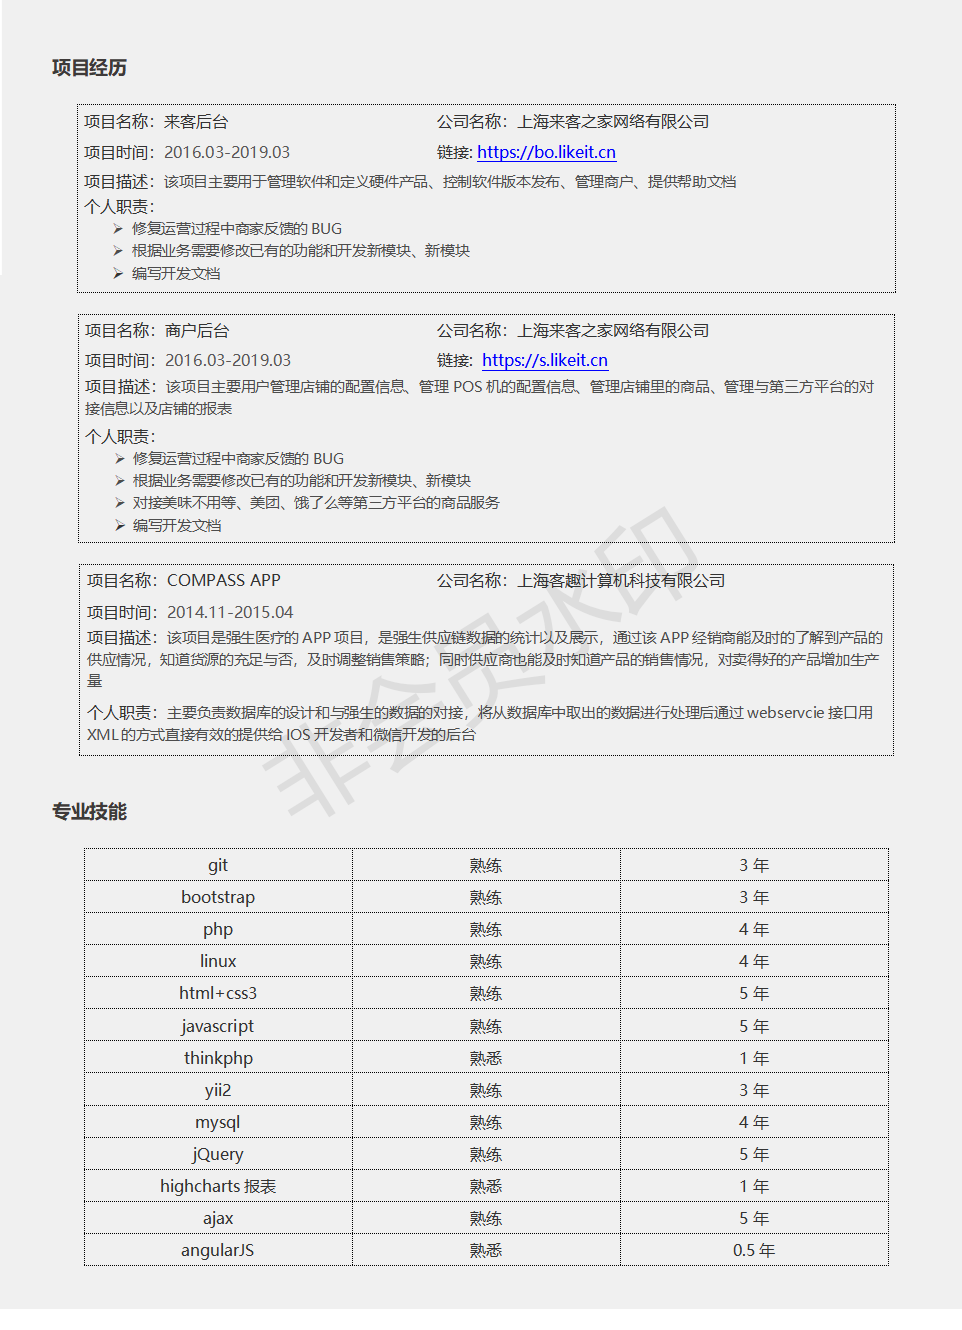 项目经历
项目名称：来客后台 公司名称：上海来客之家网络有限公司
项目时间：2016.03-2019.03 链接: https://bo.likeit.cn
项目描述：该项目主要用于管理软件和定义硬件产品、控制软件版本发布、管理商户、提供帮助文档
个人职责：
➢ 修复运营过程中商家反馈的 BUG
➢ 根据业务需要修改已有的功能和开发新模块、新模块
➢ 编写开发文档
项目名称：商户后台 公司名称：上海来客之家网络有限公司
项目时间：2016.03-2019.03 链接: https://s.likeit.cn
项目描述：该项目主要用户管理店铺的配置信息、管理 POS 机的配置信息、管理店铺里的商品、管理与第三方平台的对
接信息以及店铺的报表
个人职责：
➢ 修复运营过程中商家反馈的 BUG
➢ 根据业务需要修改已有的功能和开发新模块、新模块
➢ 对接美味不用等、美团、饿了么等第三方平台的商品服务
➢ 编写开发文档
项目名称：COMPASS APP 公司名称：上海客趣计算机科技有限公司
项目时间：2014.11-2015.04
项目描述：该项目是强生医疗的 APP 项目，是强生供应链数据的统计以及展示，通过该 APP 经销商能及时的了解到产品的
供应情况，知道货源的充足与否，及时调整销售策略；同时供应商也能及时知道产品的销售情况，对卖得好的产品增加生产
量
个人职责：主要负责数据库的设计和与强生的数据的对接，将从数据库中取出的数据进行处理后通过 webservcie 接口用
XML 的方式直接有效的提供给 IOS 开发者和微信开发的后台
非会员水印
专业技能
git 熟练 3 年
bootstrap 熟练 3 年
php 熟练 4 年
linux 熟练 4 年
html+css3 熟练 5 年
javascript 熟练 5 年
thinkphp 熟悉 1 年
yii2 熟练 3 年
mysql 熟练 4 年
jQuery 熟练 5 年
highcharts 报表 熟悉 1 年
ajax 熟练 5 年
angularJS 熟悉 0.5 年